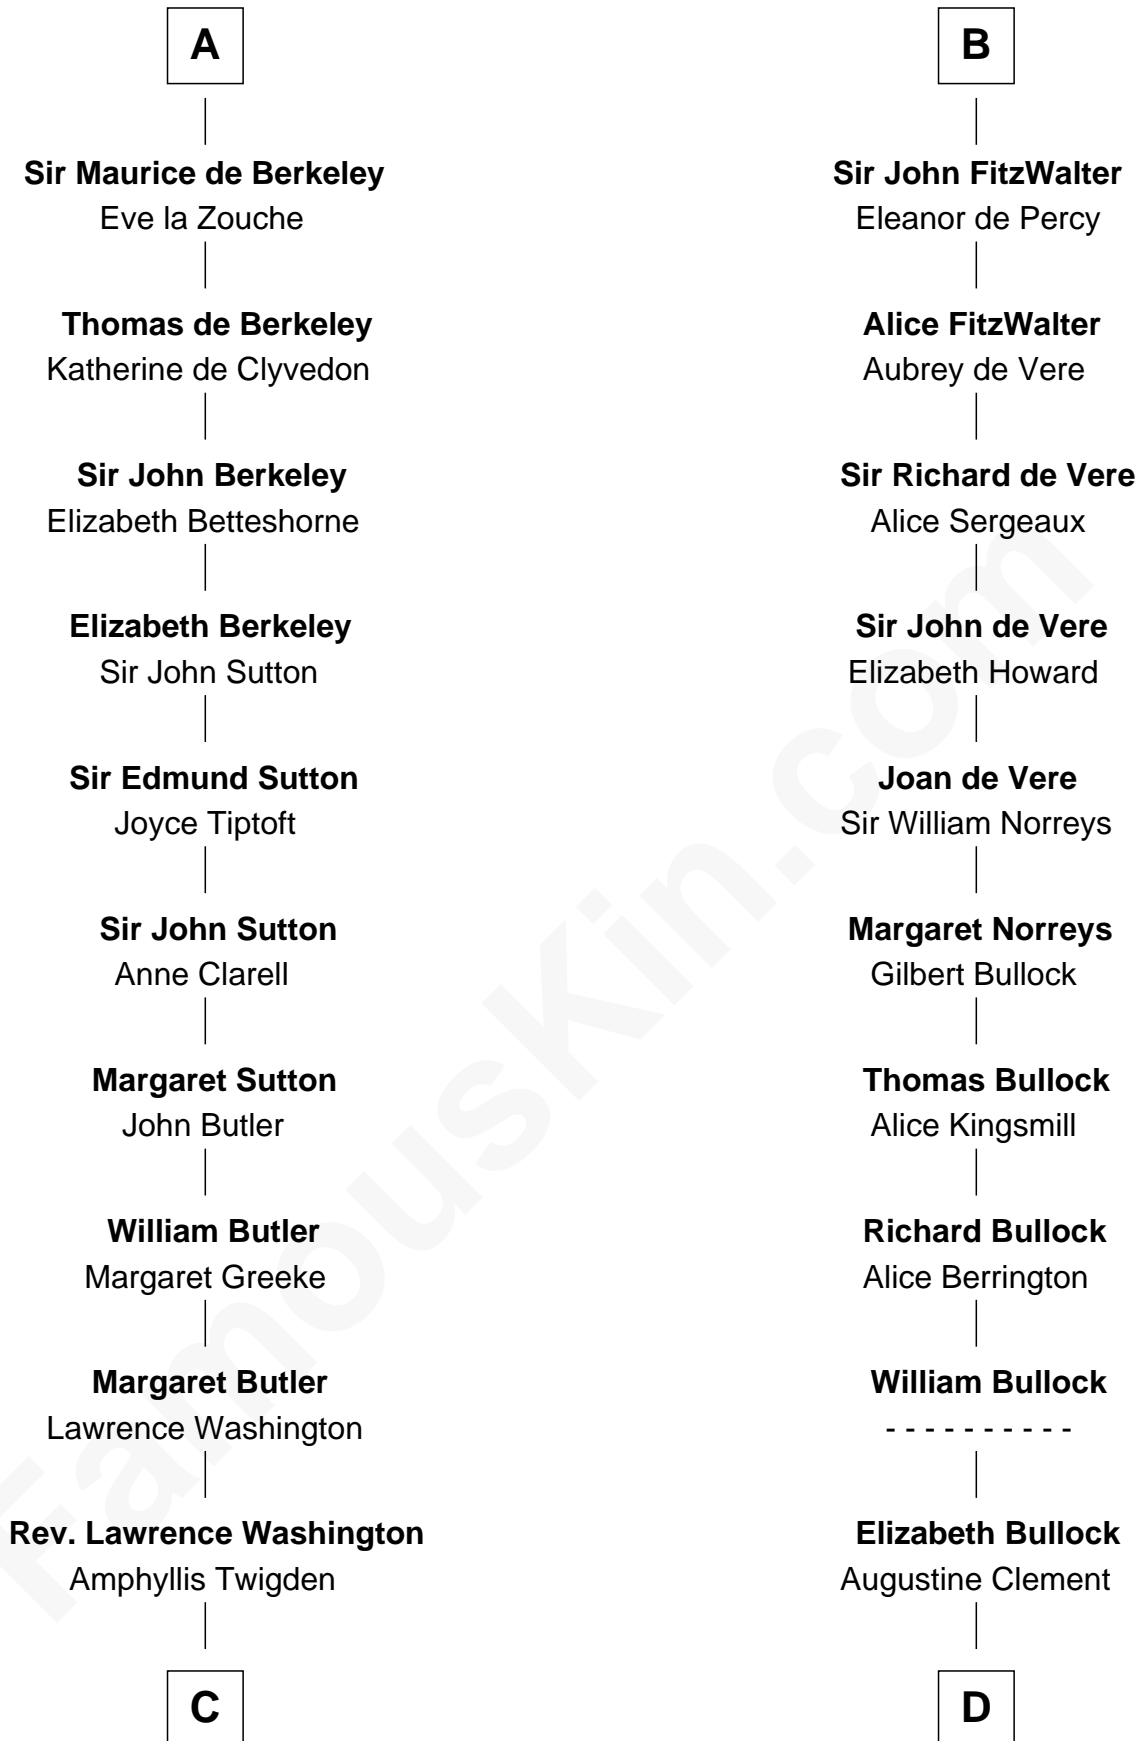 A
Sir Maurice de Berkeley
Eve la Zouche
Thomas de Berkeley
Katherine de Clyvedon
Sir John Berkeley
Elizabeth Betteshorne
Elizabeth Berkeley
Sir John Sutton
Sir Edmund Sutton
Joyce Tiptoft
Sir John Sutton
Anne Clarell
Margaret Sutton
John Butler
William Butler
Margaret Greeke
Margaret Butler
Lawrence Washington
Rev. Lawrence Washington
Amphyllis Twigden
C
B
Sir John FitzWalter
Eleanor de Percy
Alice FitzWalter
Aubrey de Vere
Sir Richard de Vere
Alice Sergeaux
Sir John de Vere
Elizabeth Howard
Joan de Vere
Sir William Norreys
Margaret Norreys
Gilbert Bullock
Thomas Bullock
Alice Kingsmill
Richard Bullock
Alice Berrington
William Bullock
- - - - - - - - - -
Elizabeth Bullock
Augustine Clement
D
FamousKin.com